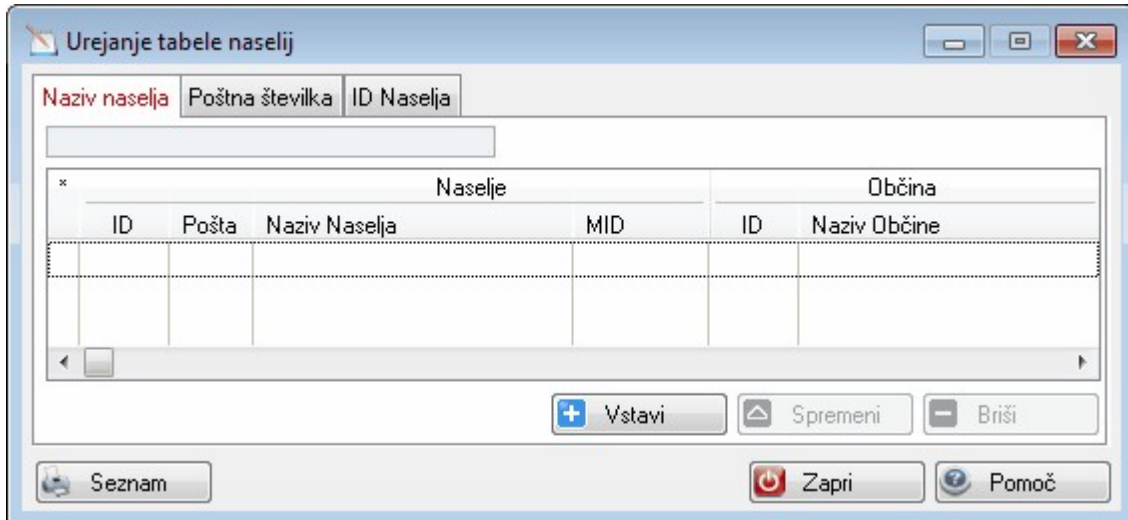 Urejanje tabele naselij
Naziv naselja Poštna številka ID Naselja
* Naselje Občina
ID Pošta Naziv Naselja MID ID Naziv Občine
Vstavi Spremeni Briši
Seznam Zapri Pomoč